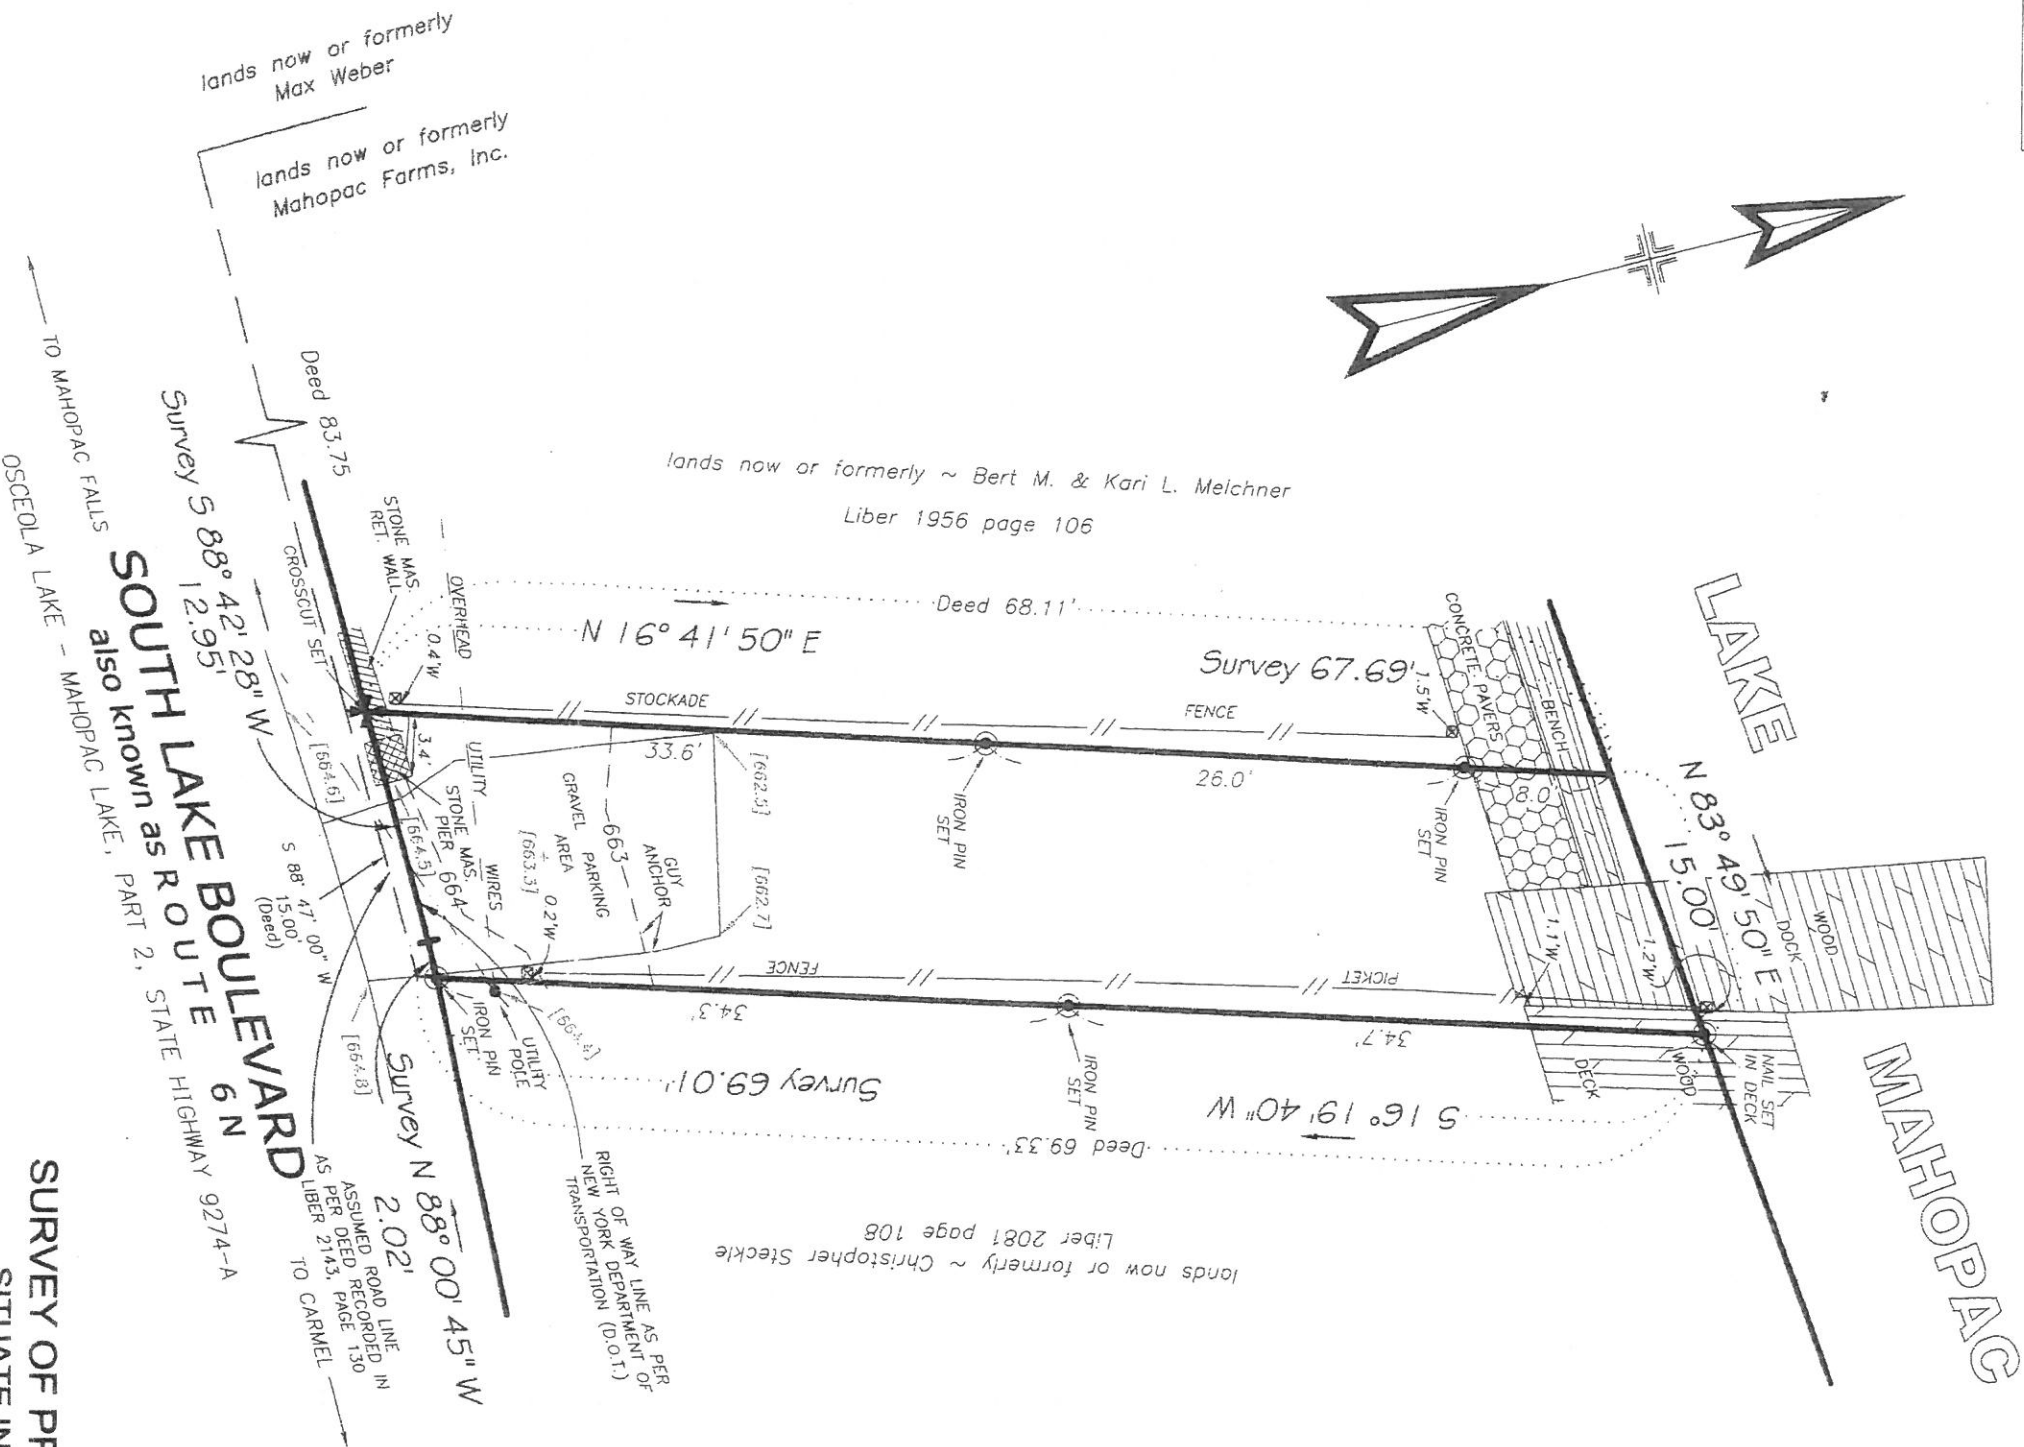 lands now or formerly
Max Weber
lands now or formerly
Mahopac Farms, Inc.
Deed 83.75
lands now or formerly ~ Bert M. & Kari L. Melchner
Liber 1956 page 106
Deed 68.11'
N 16° 41' 50" E
Survey 67.69'
STONE MAS.
RET. WALL
OVERHEAD
0.4'W
CROSSCUT SET
STOCKADE
FENCE
1.5'W
CONCRETE PAVERS
BENCH
LAKE
MAHOPAC
N 83° 49' 50" E
15.00'
33.6'
26.0'
8.0'
3.4'
IRON PIN
SET
IRON PIN
SET
[662.5]
[662.7]
UTILITY
WIRES
STONE MAS.
PIER
664
663
GRAVEL PARKING
AREA
[663.3]
GUY
ANCHOR
0.2'W
[664.6]
[664.5]
[664.4]
[664.8]
WOOD
DOCK
1.1'W
1.2'W
FENCE
PICKET
34.3'
34.7'
IRON PIN
SET
UTILITY
POLE
IRON PIN
SET
NAIL SET
IN DECK
WOOD
DECK
Survey 69.01'
S 16° 19' 40" W
Deed 69.33'
lands now or formerly ~ Christopher Steckle
Liber 2081 page 108
RIGHT OF WAY LINE AS PER
NEW YORK DEPARTMENT OF
TRANSPORTATION (D.O.T.)
Survey N 88° 00' 45" W
2.02'
ASSUMED ROAD LINE
AS PER DEED RECORDED IN
LIBER 2143, PAGE 130
S 88° 47' 00" W
15.00'
(Deed)
Survey S 88° 42' 28" W
12.95'
SOUTH LAKE BOULEVARD
also known as ROUTE 6N
TO MAHOPAC FALLS
TO CARMEL
OSCEOLA LAKE - MAHOPAC LAKE, PART 2, STATE HIGHWAY 9274-A
SURVEY OF
SITUATE IN